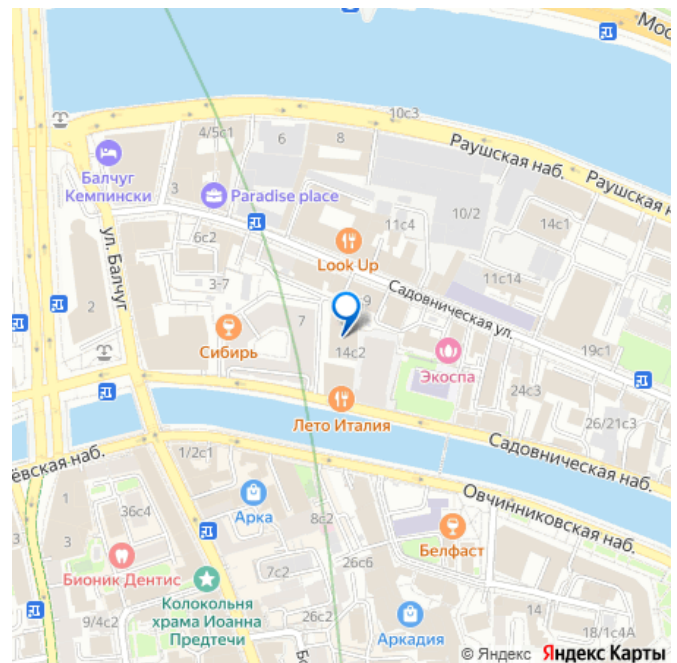 Мос
10с3
4/5с1
6
8
Раушская наб.
Раушская н
Балчуг
Кемпински
3
Paradise place
10/2
14с1
11с4
ул. Балчуг
6с2
Look Up
11с14
3-7
9
Садовническая ул.
2
7
Сибирь
14с2
19с1
Экоспа
24с3
Лето Италия
26/21с3
Садовническая наб.
ёвская наб.
1/2с1
Овчинниковская наб.
1
36с4
Арка
8с2
3
Белфаст
Бионик Дентис
7с2
26с6
Колокольня
храма Иоанна
Предтечи
9/4с2
26с2
Аркадия
14
18/1с4А
© Яндекс Яндекс Карты